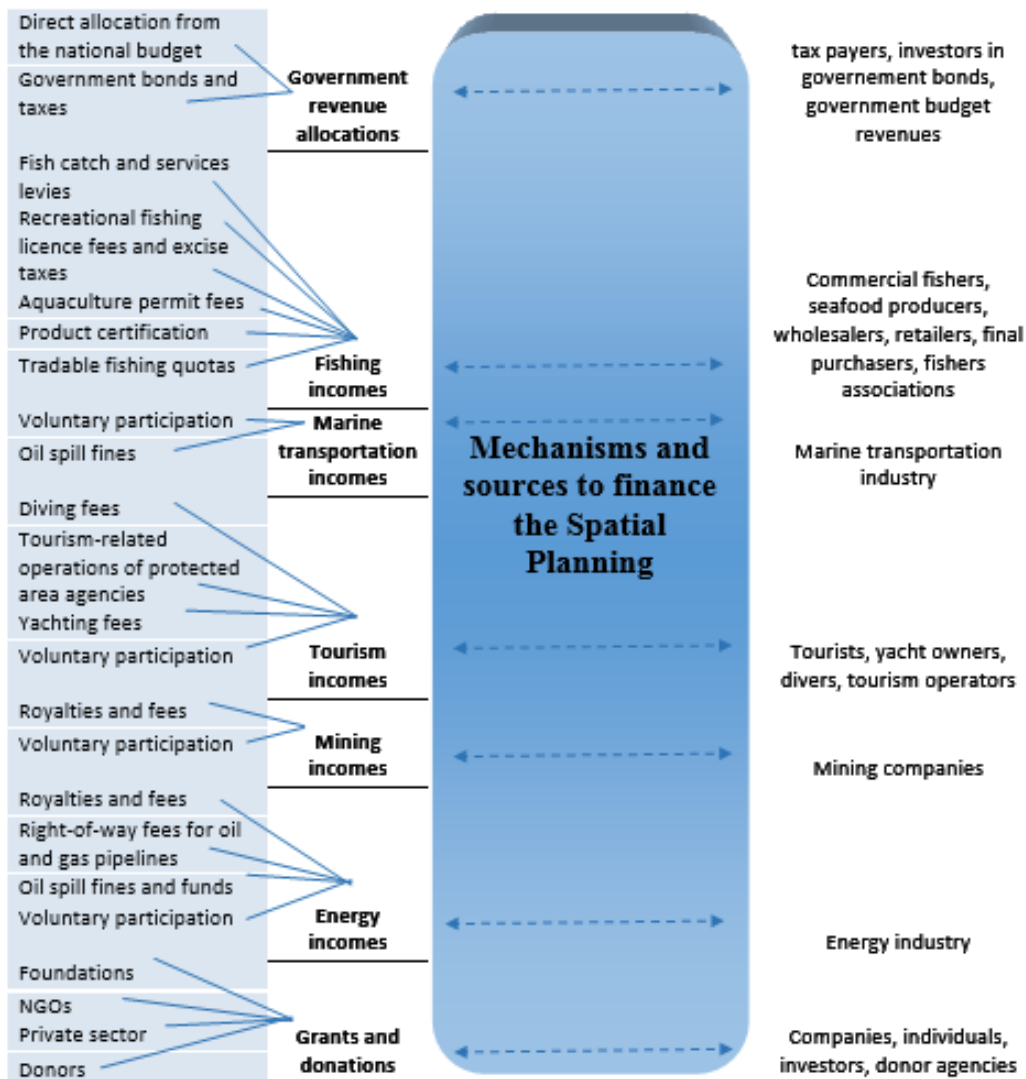 Direct allocation from
the national budget
Government bonds and
taxes
Government
revenue
allocations
tax payers, investors in
governement bonds,
government budget
revenues
Fish catch and services
levies
Recreational fishing
licence fees and excise
taxes
Aquaculture permit fees
Product certification
Tradable fishing quotas
Fishing
incomes
Commercial fishers,
seafood producers,
wholesalers, retailers, final
purchasers, fishers
associations
Voluntary participation
Oil spill fines
Marine
transportation
incomes
Mechanisms and
sources to finance
the Spatial
Planning
Marine transportation
industry
Diving fees
Tourism-related
operations of protected
area agencies
Yachting fees
Voluntary participation
Tourism
incomes
Tourists, yacht owners,
divers, tourism operators
Royalties and fees
Voluntary participation
Mining
incomes
Mining companies
Royalties and fees
Right-of-way fees for oil
and gas pipelines
Oil spill fines and funds
Voluntary participation
Energy
incomes
Energy industry
Foundations
NGOs
Private sector
Donors
Grants and
donations
Companies, individuals,
investors, donor agencies